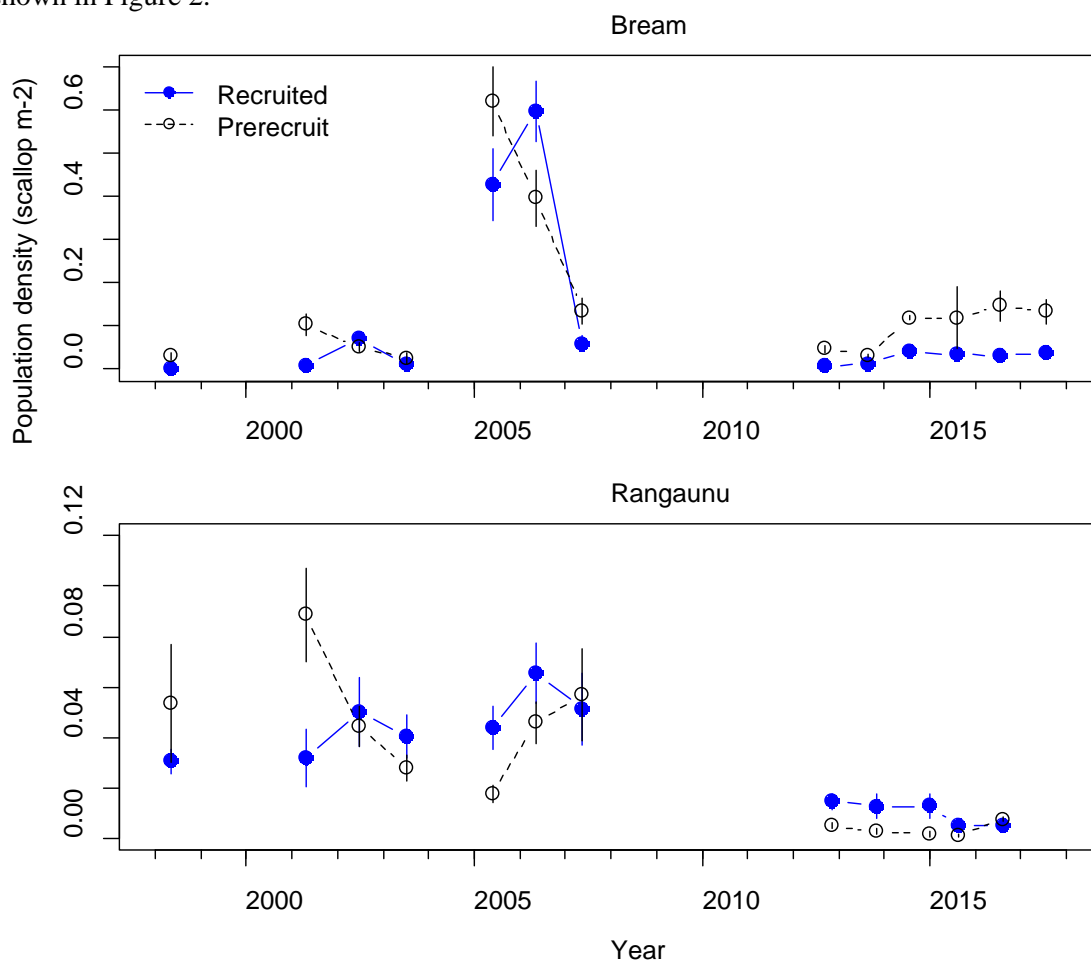 shown in Figure 2.
Bream
Population density (scallop m-2)
0.6
0.4
0.2
0.0
Recruited
Prerecruit
2000 2005 2010 2015
Rangaunu
0.12
0.08
0.04
0.00
2000 2005 2010 2015
Year